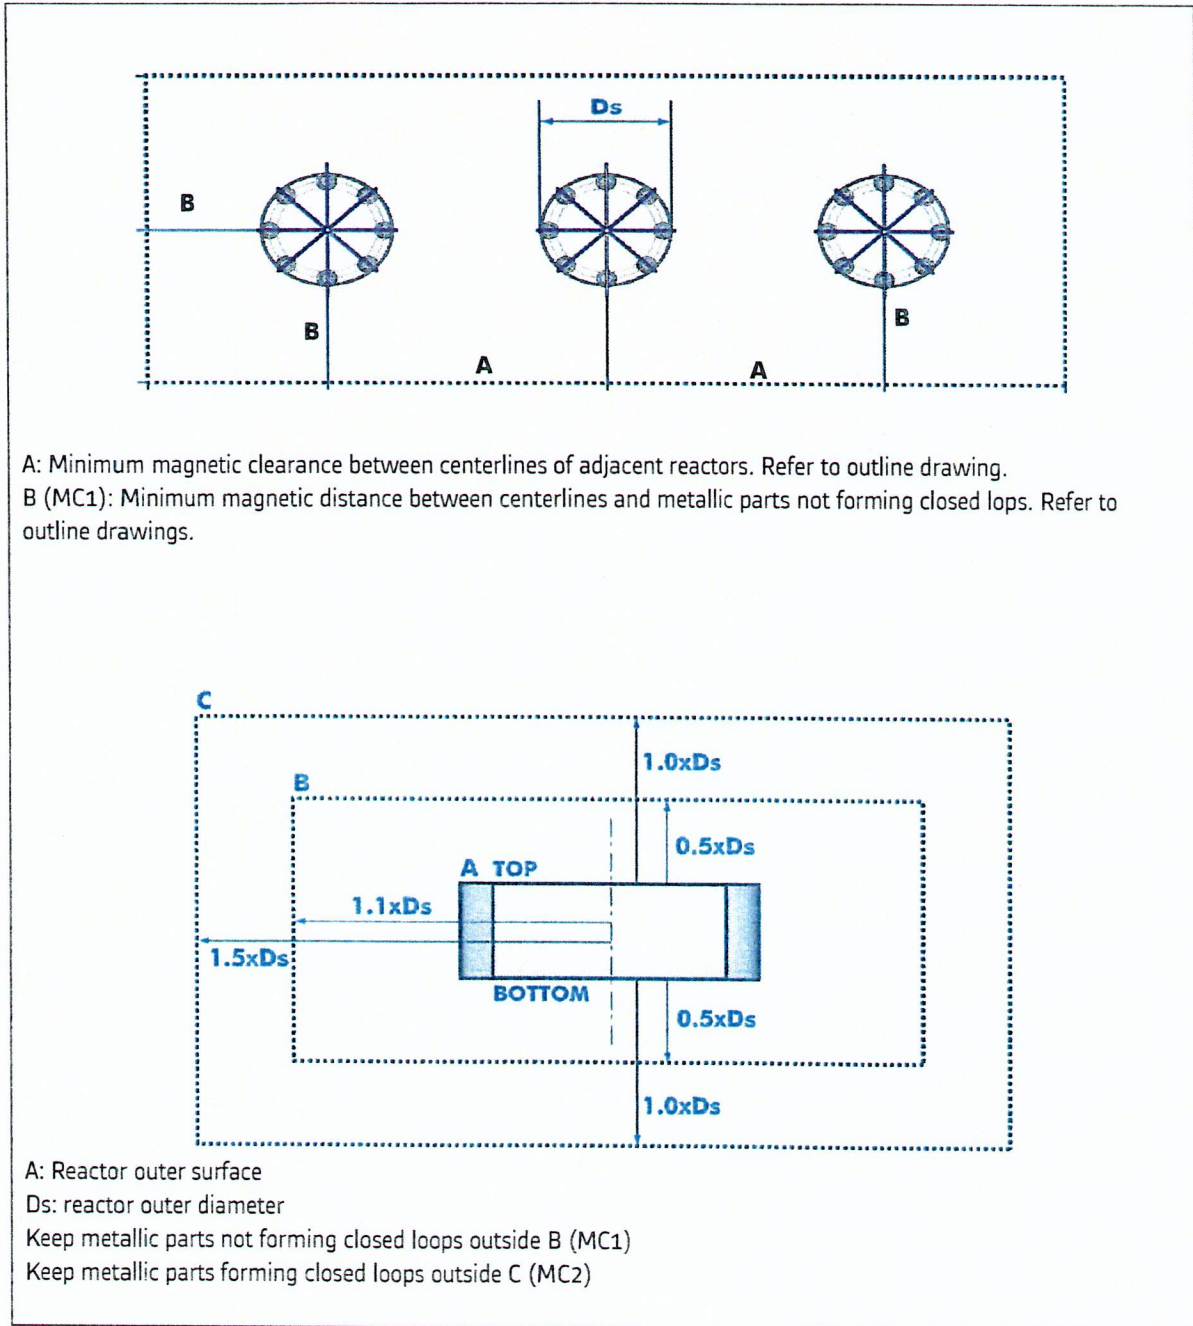 Ds
B
B
B
A
A
A: Minimum magnetic clearance between centerlines of adjacent reactors. Refer to outline drawing.
B (MC1): Minimum magnetic distance between centerlines and metallic parts not forming closed lops. Refer to
outline drawings.
C
1.0xDs
B
0.5xDs
A TOP
1.1xDs
1.5xDs
BOTTOM
0.5xDs
1.0xDs
A: Reactor outer surface
Ds: reactor outer diameter
Keep metallic parts not forming closed loops outside B (MC1)
Keep metallic parts forming closed loops outside C (MC2)